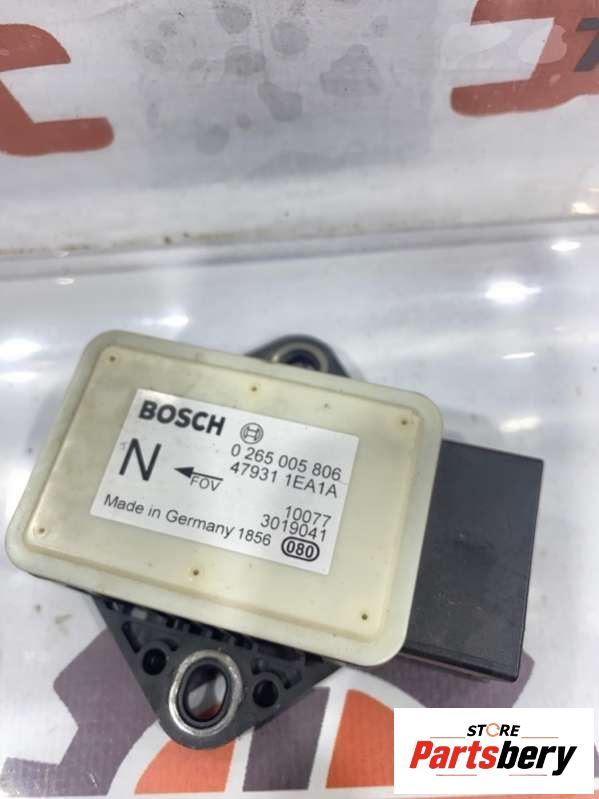 BOSCH
0 265 005 806
47931 1EA1A
N
FOV
10077
3019041
Made in Germany 1856
080
STORE
Partsbery